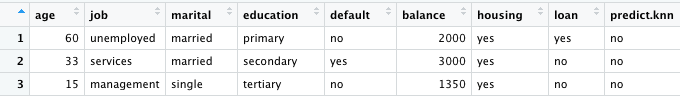 age job marital education default balance housing loan predict.knn
1 60 unemployed married primary no 2000 yes yes no
2 33 services married secondary yes 3000 yes no no
3 15 management single tertiary no 1350 yes no no